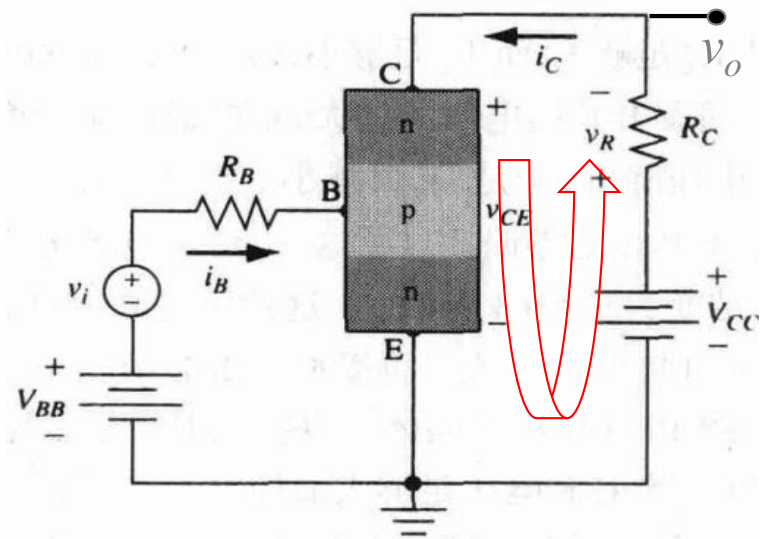 v_o
i_C
C
+
−
n
v_R
R_C
R_B
B
+
p
v_CE
i_B
v_i
+
−
n
+
−
V_CC
E
−
+
V_BB
−